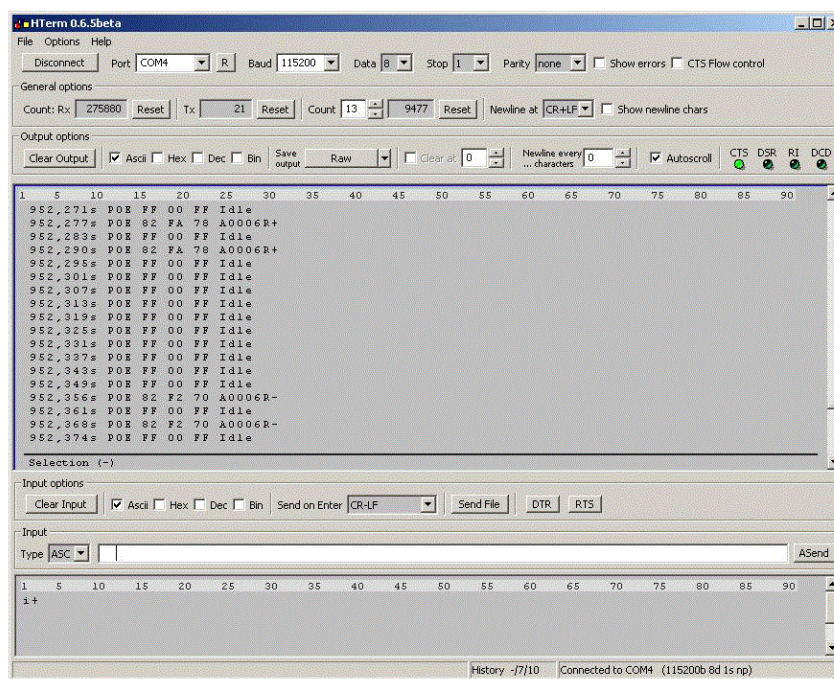 HTerm 0.6.5beta
File Options Help
Disconnect Port COM4 R Baud 115200 Data 8 Stop 1 Parity none Show errors CTS Flow control
General options
Count: Rx 275880 Reset Tx 21 Reset Count 13 9477 Reset Newline at CR+LF Show newline chars
Output options
Clear Output Ascii Hex Dec Bin Save output Raw Clear at 0 Newline every ... characters 0 Autoscroll CTS DSR RI DCD
1 5 10 15 20 25 30 35 40 45 50 55 60 65 70 75 80 85 90
952,271s POE FF 00 FF Idle
952,277s POE 82 FA 78 A0006R+
952,283s POE FF 00 FF Idle
952,290s POE 82 FA 78 A0006R+
952,295s POE FF 00 FF Idle
952,301s POE FF 00 FF Idle
952,307s POE FF 00 FF Idle
952,313s POE FF 00 FF Idle
952,319s POE FF 00 FF Idle
952,325s POE FF 00 FF Idle
952,331s POE FF 00 FF Idle
952,337s POE FF 00 FF Idle
952,343s POE FF 00 FF Idle
952,349s POE FF 00 FF Idle
952,356s POE 82 F2 70 A0006R-
952,361s POE FF 00 FF Idle
952,368s POE 82 F2 70 A0006R-
952,374s POE FF 00 FF Idle
Selection (-)
Input options
Clear Input Ascii Hex Dec Bin Send on Enter CR-LF Send File DTR RTS
Input
Type ASC ASend
1 5 10 15 20 25 30 35 40 45 50 55 60 65 70 75 80 85 90
i+
History -/7/10 Connected to COM4 (115200b 8d 1s np)